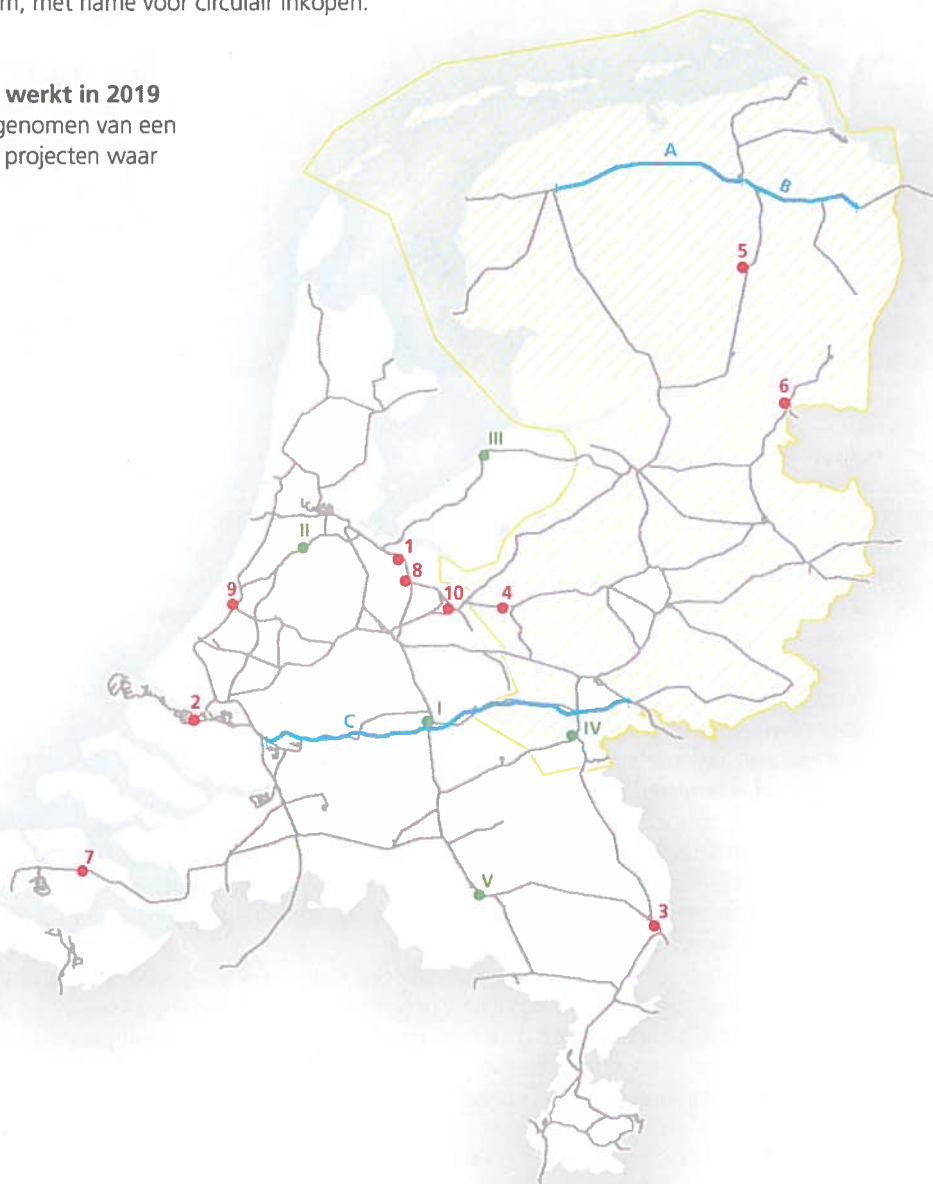 rn, met name voor circulair inkopen.
werkt in 2019
genomen van een
projecten waar
A
B
5
6
III
II
1
8
9
10
4
2
C
I
IV
7
V
3